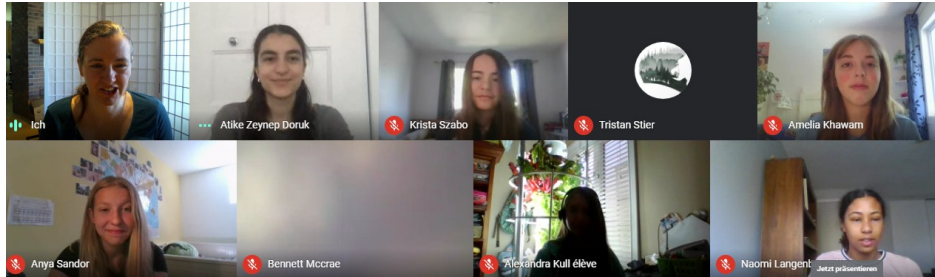 Ich
Atike Zeynep Doruk
Krista Szabo
Tristan Stier
Amelia Khawam
Anya Sandor
Bennett Mccrae
Alexandra Kull élève
Naomi Langenb
Jetzt präsentieren